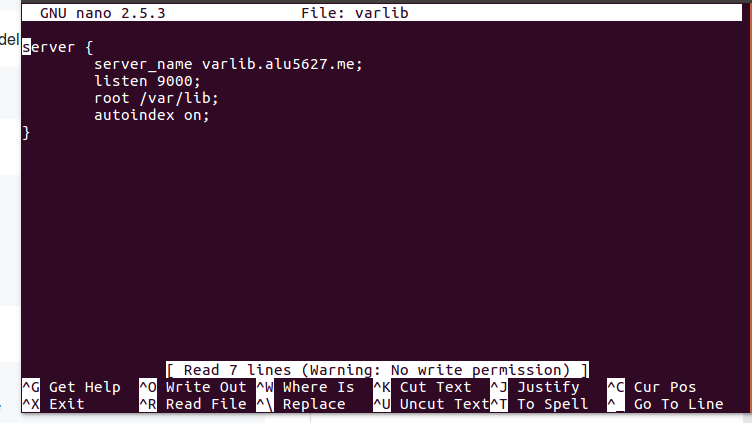 GNU nano 2.5.3 File: varlib
del
server {
server_name varlib.alu5627.me;
listen 9000;
root /var/lib;
autoindex on;
}
[ Read 7 lines (Warning: No write permission) ]
^G Get Help ^O Write Out ^W Where Is ^K Cut Text ^J Justify ^C Cur Pos
^X Exit ^R Read File ^\ Replace ^U Uncut Text ^T To Spell ^_ Go To Line